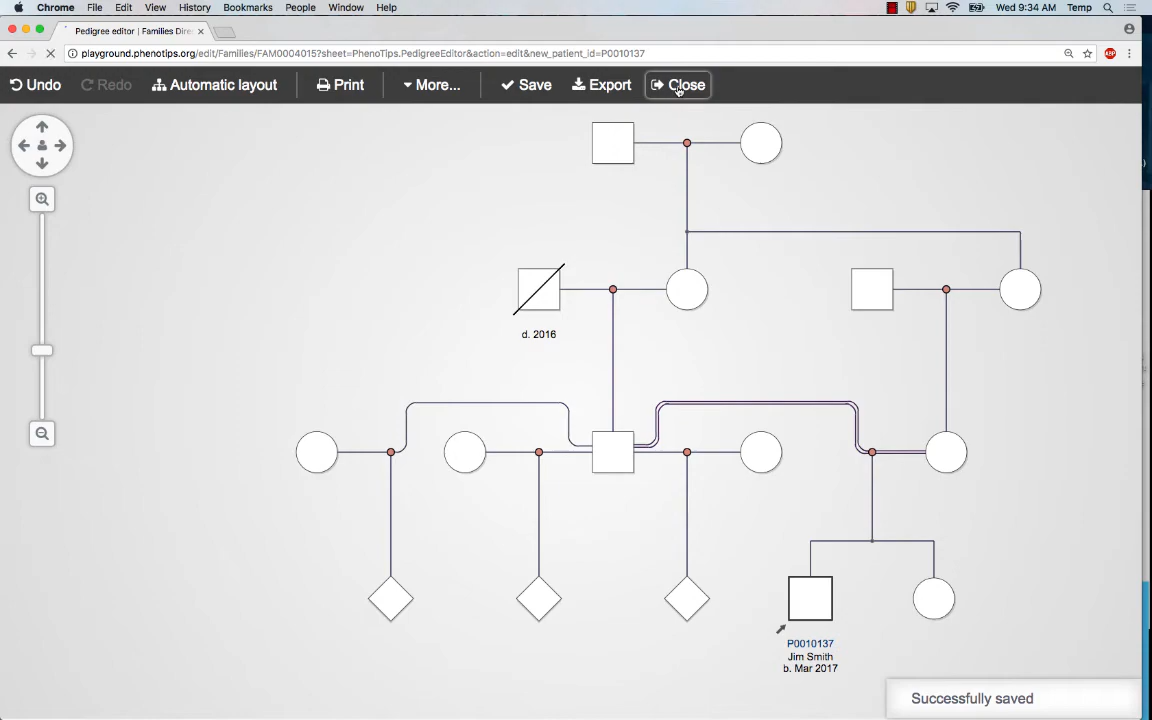 Chrome File Edit View History Bookmarks People Window Help Wed 9:34 AM Temp
Pedigree editor | Families Dire
playground.phenotips.org/edit/Families/FAM0004015?sheet=PhenoTips.PedigreeEditor&action=edit&new_patient_id=P0010137
Undo Redo Automatic layout Print More... Save Export Close
d. 2016
P0010137
Jim Smith
b. Mar 2017
Successfully saved